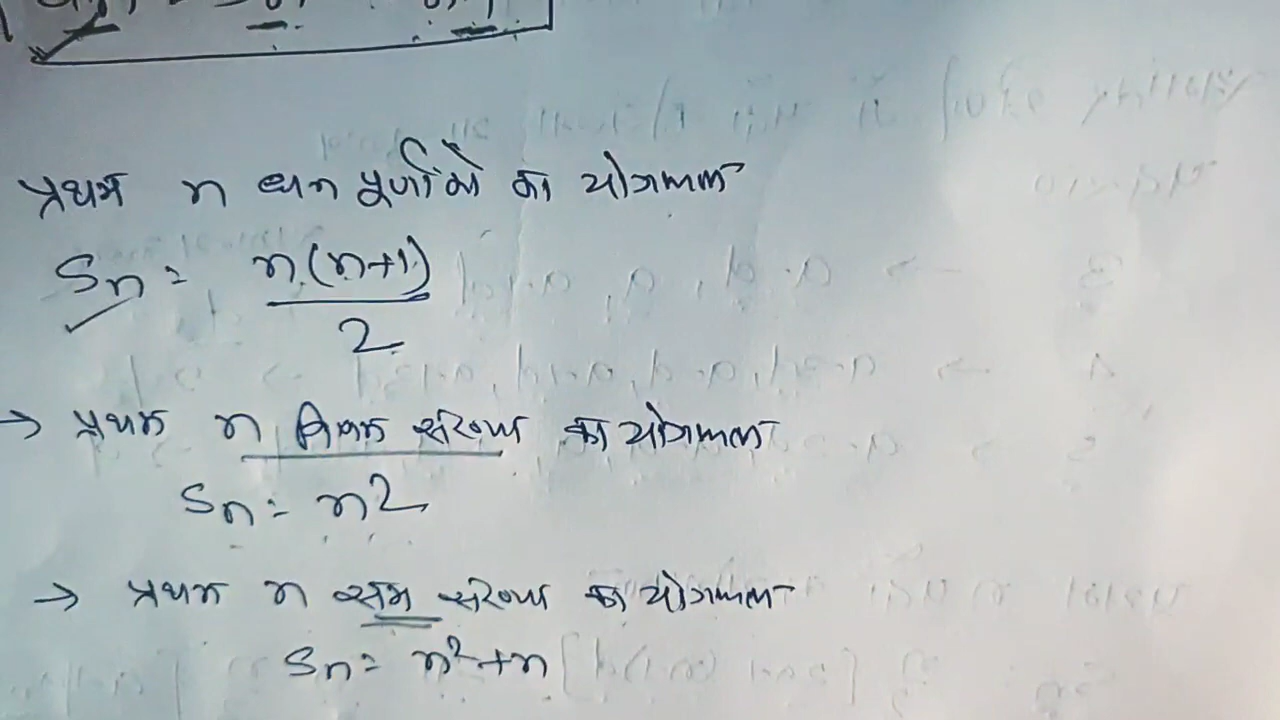 प्रथम n धन पूर्णांकों का योगफल
Sn = n(n+1)
2
→ प्रथम n विषम संख्या का योगफल
Sn = n²
→ प्रथम n सम संख्या का योगफल
Sn = n²+n